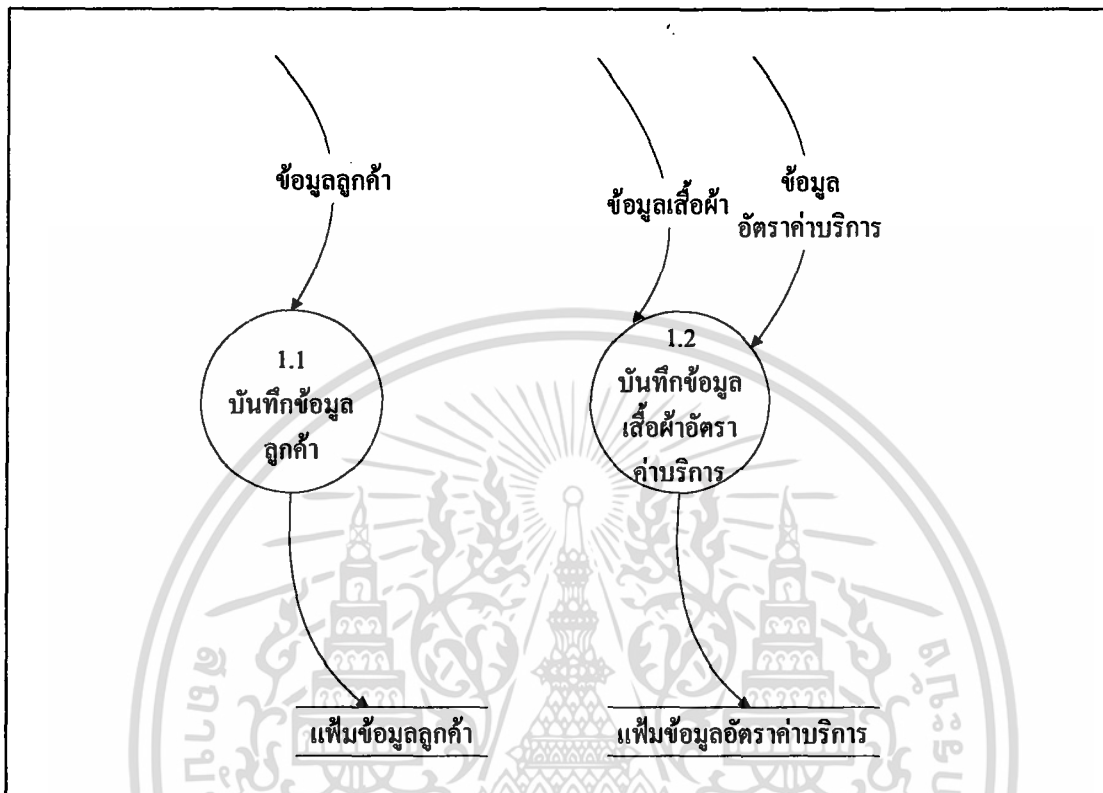 ข้อมูลลูกค้า
ข้อมูลเสื้อผ้า
ข้อมูล
อัตราค่าบริการ
1.1
บันทึกข้อมูล
ลูกค้า
1.2
บันทึกข้อมูล
เสื้อผ้าอัตรา
ค่าบริการ
แฟ้มข้อมูลลูกค้า
แฟ้มข้อมูลอัตราค่าบริการ